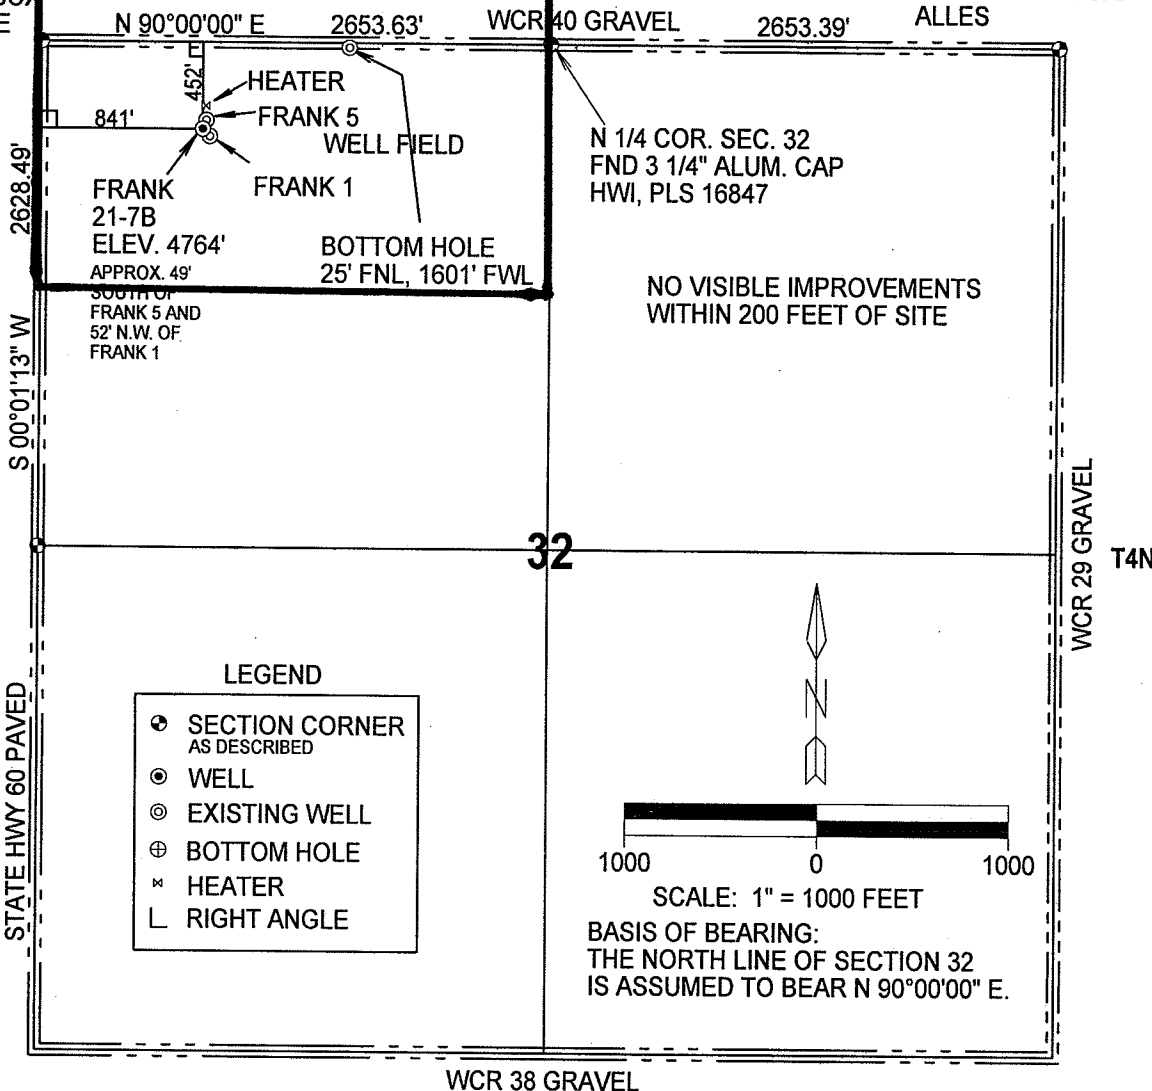 N 90°00'00" E
2653.63'
WCR 40 GRAVEL
2653.39'
ALLES
452'
HEATER
FRANK 5
841'
WELL FIELD
FRANK 1
N 1/4 COR. SEC. 32
FND 3 1/4" ALUM. CAP
HWI, PLS 16847
2628.49'
FRANK
21-7B
ELEV. 4764'
APPROX. 49'
SOUTH OF
FRANK 5 AND
52' N.W. OF
FRANK 1
BOTTOM HOLE
25' FNL, 1601' FWL
NO VISIBLE IMPROVEMENTS
WITHIN 200 FEET OF SITE
S 00°01'13" W
32
WCR 29 GRAVEL
T4N
STATE HWY 60 PAVED
LEGEND
SECTION CORNER
AS DESCRIBED
WELL
EXISTING WELL
BOTTOM HOLE
HEATER
RIGHT ANGLE
N
1000 0 1000
SCALE: 1" = 1000 FEET
BASIS OF BEARING:
THE NORTH LINE OF SECTION 32
IS ASSUMED TO BEAR N 90°00'00" E.
WCR 38 GRAVEL